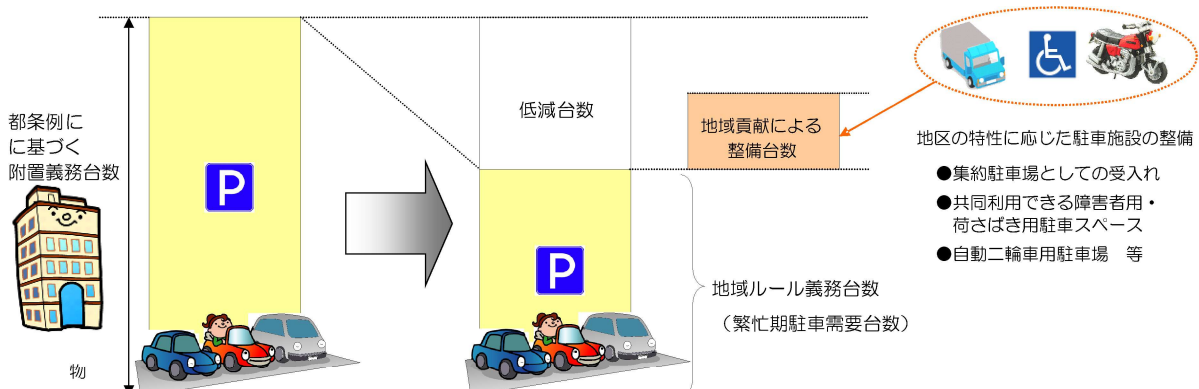 都条例に
に基づく
附置義務台数
物
P
P
低減台数
地域貢献による
整備台数
地域ルール義務台数
（繁忙期駐車需要台数）
地区の特性に応じた駐車施設の整備
●集約駐車場としての受入れ
●共同利用できる障害者用・
荷さばき用駐車スペース
●自動二輪車用駐車場　等